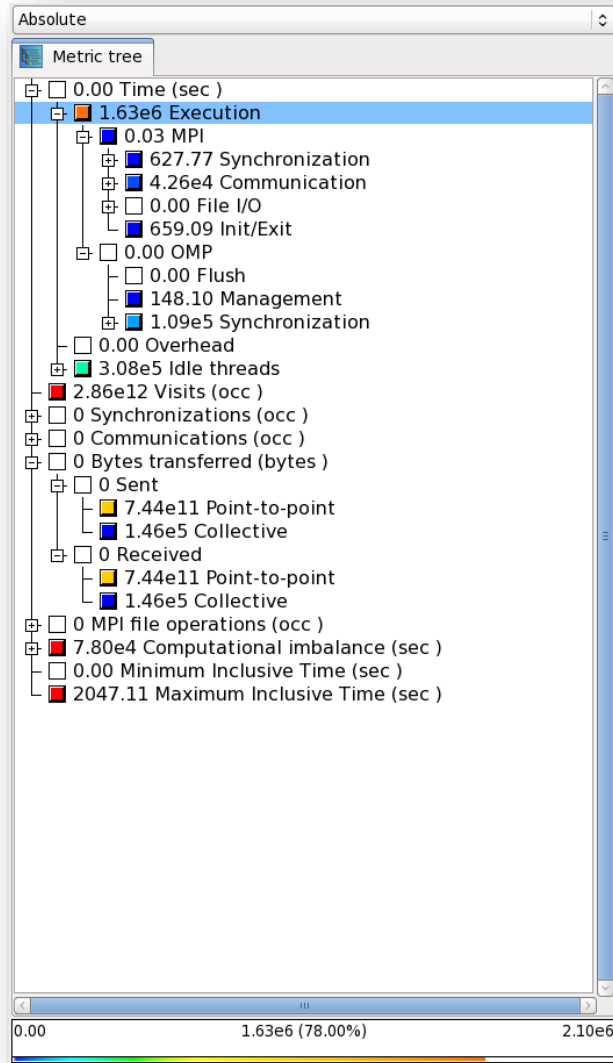 Absolute
Metric tree
0.00 Time (sec )
1.63e6 Execution
0.03 MPI
627.77 Synchronization
4.26e4 Communication
0.00 File I/O
659.09 Init/Exit
0.00 OMP
0.00 Flush
148.10 Management
1.09e5 Synchronization
0.00 Overhead
3.08e5 Idle threads
2.86e12 Visits (occ )
0 Synchronizations (occ )
0 Communications (occ )
0 Bytes transferred (bytes )
0 Sent
7.44e11 Point-to-point
1.46e5 Collective
0 Received
7.44e11 Point-to-point
1.46e5 Collective
0 MPI file operations (occ )
7.80e4 Computational imbalance (sec )
0.00 Minimum Inclusive Time (sec )
2047.11 Maximum Inclusive Time (sec )
0.00 1.63e6 (78.00%) 2.10e6